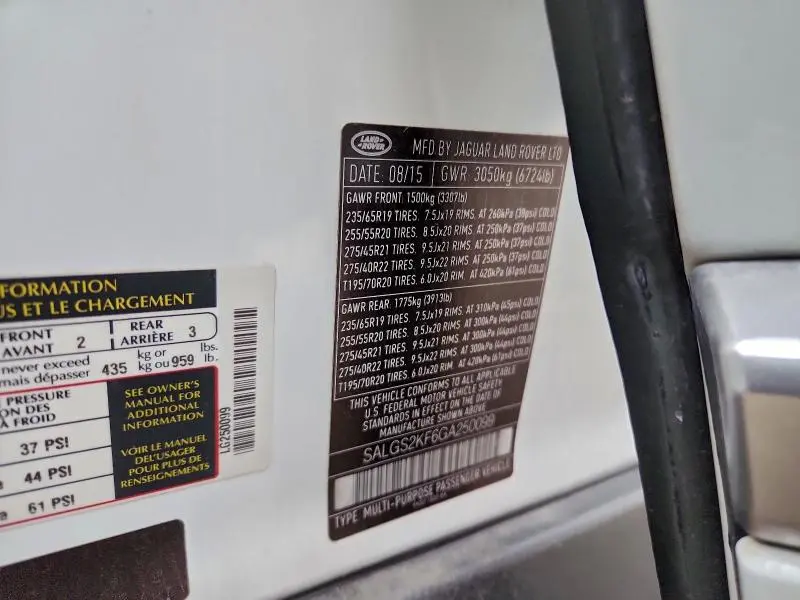 FORMATION
US ET LE CHARGEMENT
FRONT
AVANT 2
REAR
ARRIÈRE 3
never exceed
mais dépasser 435 kg or kg ou 959 lbs. lb.
PRESSURE
ON DES
À FROID
37 PSI
44 PSI
61 PSI
SEE OWNER'S
MANUAL FOR
ADDITIONAL
INFORMATION
VOIR LE MANUEL
DEL'USAGER
POUR PLUS DE
RENSEIGNEMENTS
LG250099
LAND ROVER
MFD BY JAGUAR LAND ROVER LTD
DATE: 08/15 GWR 3050kg (6724lb)
GAWR FRONT: 1500kg (3307lb)
235/65R19 TIRES. 7.5Jx19 RIMS. AT 260kPa (38psi) COLD
255/55R20 TIRES. 8.5Jx20 RIMS. AT 250kPa (37psi) COLD
275/45R21 TIRES. 9.5Jx21 RIMS. AT 250kPa (37psi) COLD
275/40R22 TIRES. 9.5Jx22 RIMS. AT 250kPa (37psi) COLD
T195/70R20 TIRES. 6.0Jx20 RIM. AT 420kPa (61psi) COLD
GAWR REAR: 1775kg (3913lb)
235/65R19 TIRES. 7.5Jx19 RIMS. AT 310kPa (45psi) COLD
255/55R20 TIRES. 8.5Jx20 RIMS. AT 300kPa (44psi) COLD
275/45R21 TIRES. 9.5Jx21 RIMS. AT 300kPa (44psi) COLD
275/40R22 TIRES. 9.5Jx22 RIMS. AT 300kPa (44psi) COLD
T195/70R20 TIRES. 6.0Jx20 RIM. AT 420kPa (61psi) COLD
THIS VEHICLE CONFORMS TO ALL APPLICABLE
U.S. FEDERAL MOTOR VEHICLE SAFETY
STANDARDS IN EFFECT ON THE DATE OF
MANUFACTURE SHOWN ABOVE
SALGS2KF6GA250099
TYPE: MULTI-PURPOSE PASSENGER VEHICLE